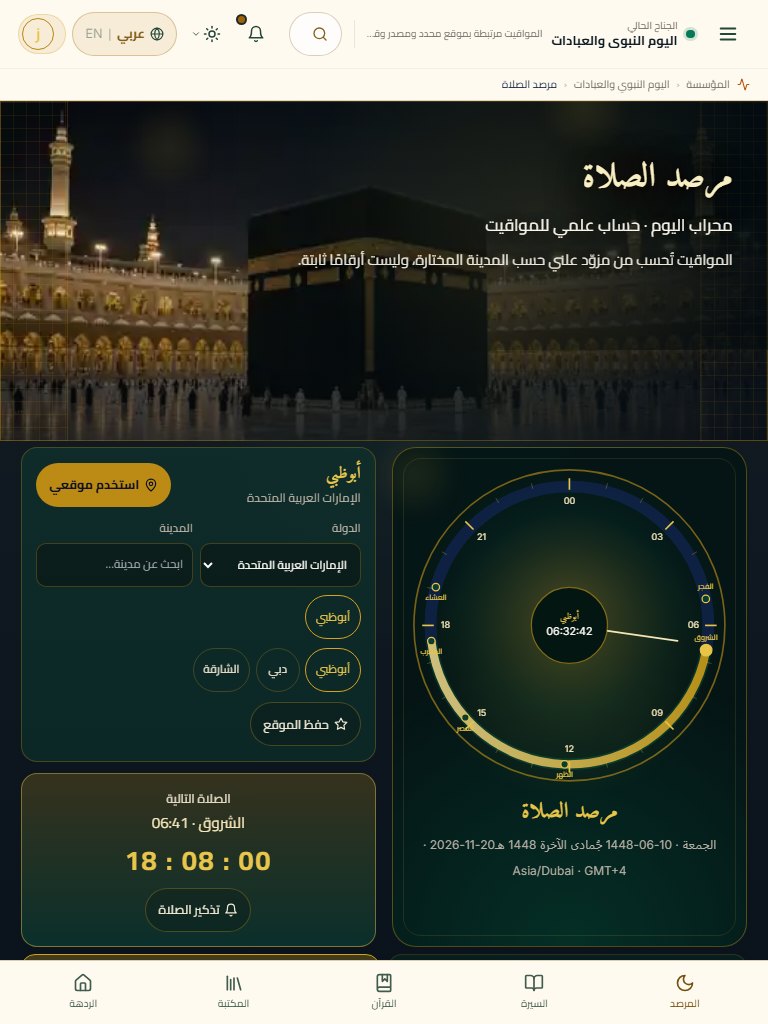 الجناح الحالي
اليوم النبوي والعبادات
المواقيت مرتبطة بموقع محدد ومصدر وق...
عربي | EN
j
المؤسسة ‹ اليوم النبوي والعبادات ‹ مرصد الصلاة
مرصد الصلاة
محراب اليوم · حساب علمي للمواقيت
المواقيت تُحسب من مزوّد علني حسب المدينة المختارة، وليست أرقامًا ثابتة.
00
03
06
09
12
15
18
21
الفجر
الشروق
الظهر
العصر
المغرب
العشاء
أبوظبي
06:32:42
مرصد الصلاة
الجمعة · 10-06-1448 جُمادى الآخرة 1448 هـ20-11-2026 ·
Asia/Dubai · GMT+4
أبوظبي
الإمارات العربية المتحدة
استخدم موقعي
الدولة
المدينة
الإمارات العربية المتحدة
ابحث عن مدينة...
أبوظبي
أبوظبي
دبي
الشارقة
حفظ الموقع
الصلاة التالية
الشروق · 06:41
18 : 08 : 00
تذكير الصلاة
المرصد
السيرة
القرآن
المكتبة
الردهة